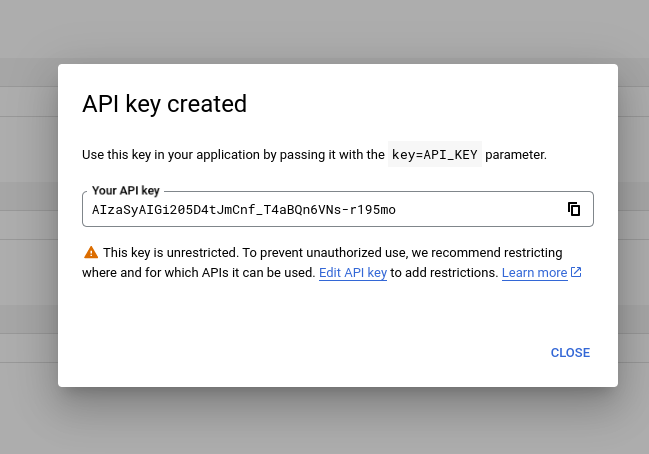 API key created
Use this key in your application by passing it with the key=API_KEY parameter.
Your API key
AIzaSyAIGi205D4tJmCnf_T4aBQn6VNs-r195mo
This key is unrestricted. To prevent unauthorized use, we recommend restricting
where and for which APIs it can be used. Edit API key to add restrictions. Learn more
CLOSE